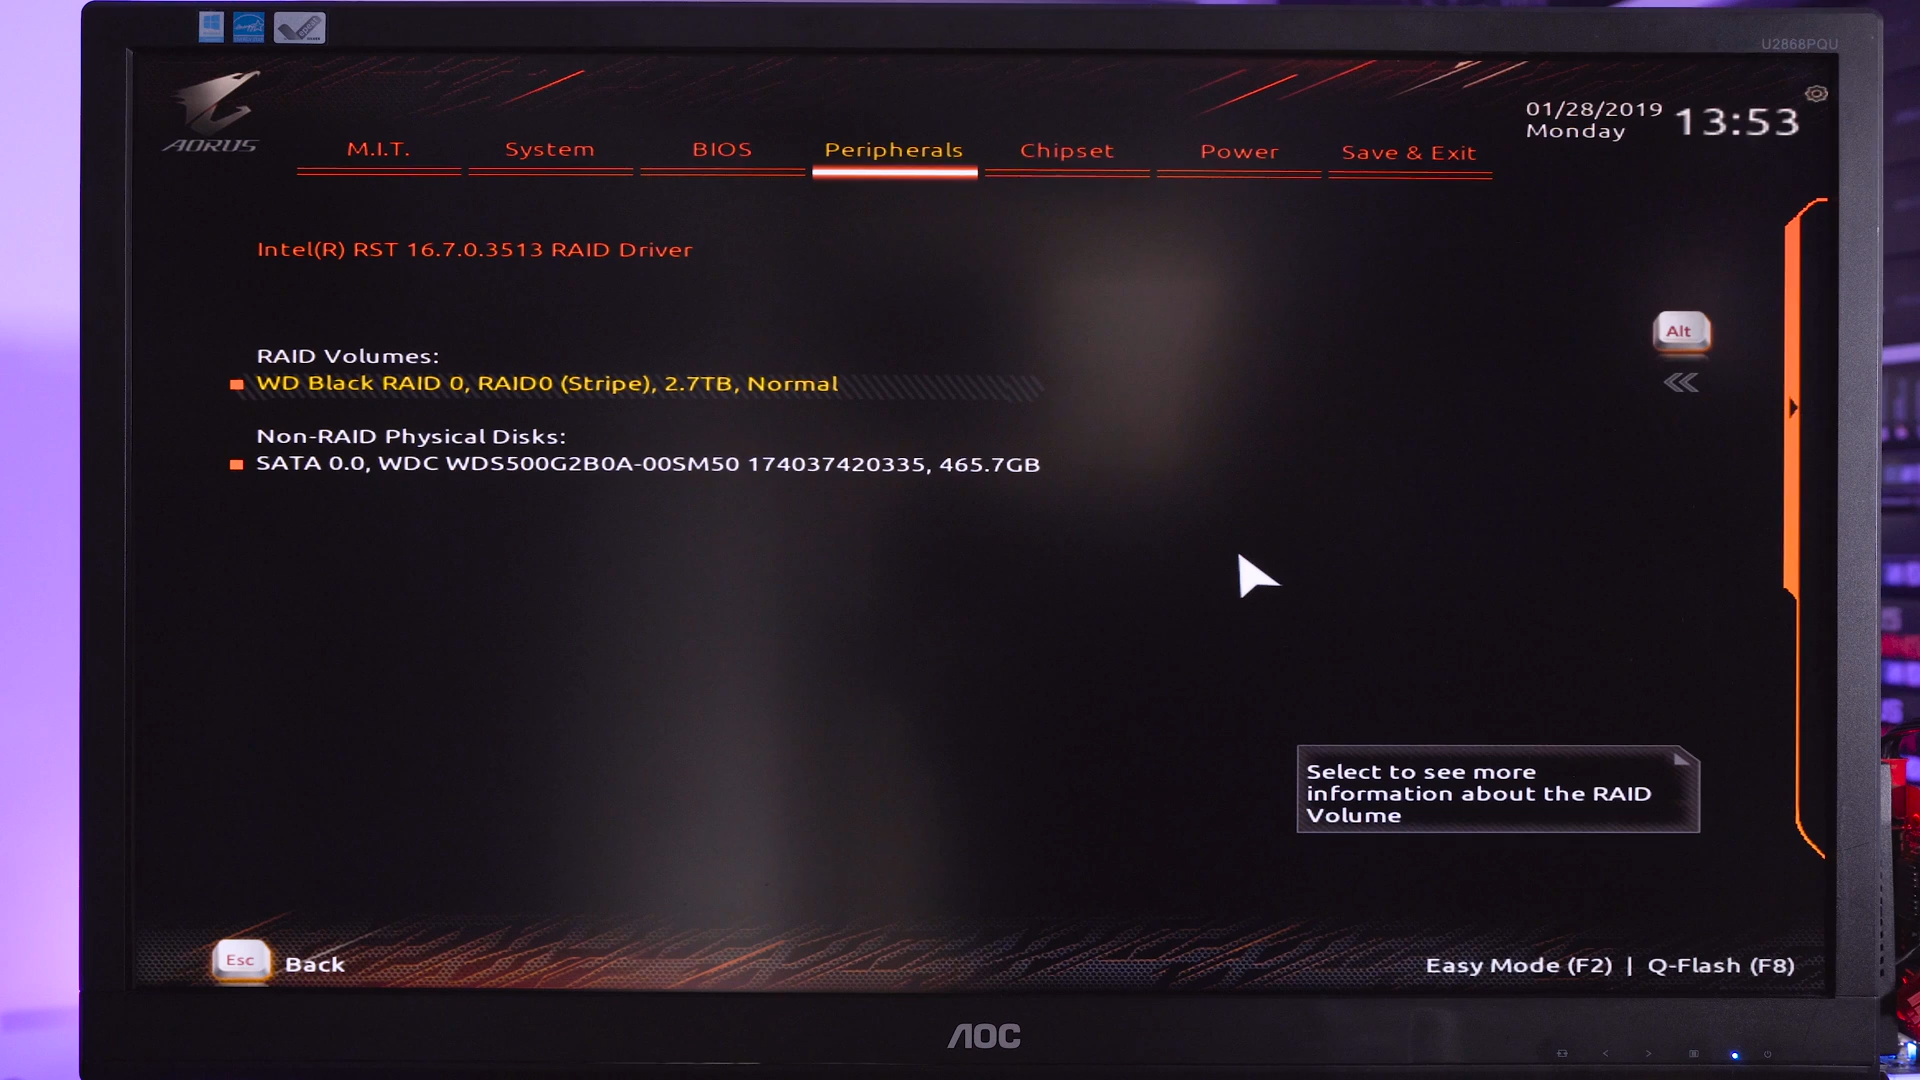 U2868PQU
AORUS
M.I.T.
System
BIOS
Peripherals
Chipset
Power
Save & Exit
01/28/2019
Monday
13:53
Intel(R) RST 16.7.0.3513 RAID Driver
RAID Volumes:
WD Black RAID 0, RAID0 (Stripe), 2.7TB, Normal
Non-RAID Physical Disks:
SATA 0.0, WDC WDS500G2B0A-00SM50 174037420335, 465.7GB
Alt
Select to see more
information about the RAID
Volume
Esc Back
Easy Mode (F2) | Q-Flash (F8)
AOC